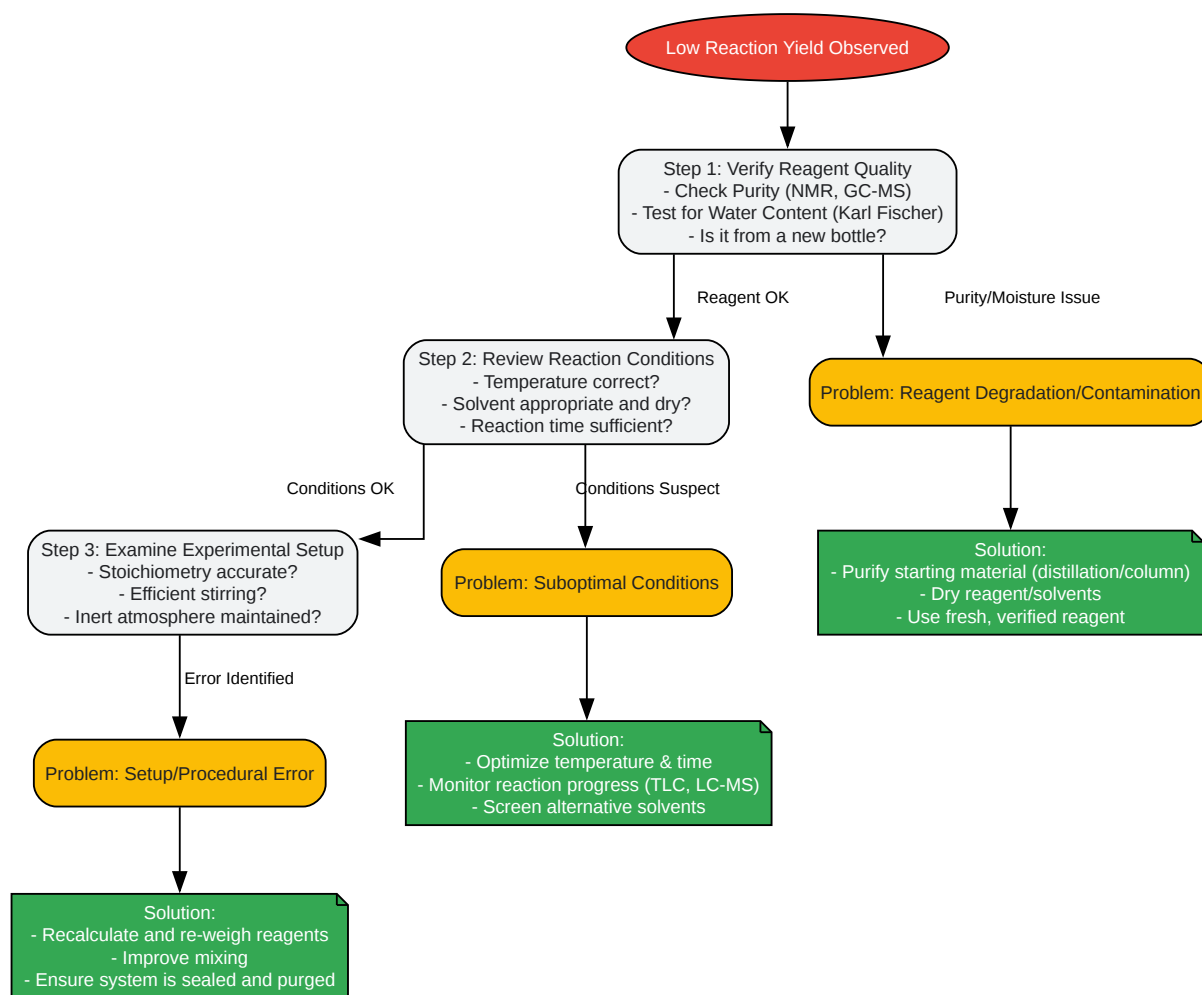 Low Reaction Yield Observed
Step 1: Verify Reagent Quality
- Check Purity (NMR, GC-MS)
- Test for Water Content (Karl Fischer)
- Is it from a new bottle?
Reagent OK
Purity/Moisture Issue
Step 2: Review Reaction Conditions
- Temperature correct?
- Solvent appropriate and dry?
- Reaction time sufficient?
Problem: Reagent Degradation/Contamination
Conditions OK
Conditions Suspect
Step 3: Examine Experimental Setup
- Stoichiometry accurate?
- Efficient stirring?
- Inert atmosphere maintained?
Problem: Suboptimal Conditions
Solution:
- Purify starting material (distillation/column)
- Dry reagent/solvents
- Use fresh, verified reagent
Error Identified
Problem: Setup/Procedural Error
Solution:
- Optimize temperature & time
- Monitor reaction progress (TLC, LC-MS)
- Screen alternative solvents
Solution:
- Recalculate and re-weigh reagents
- Improve mixing
- Ensure system is sealed and purged